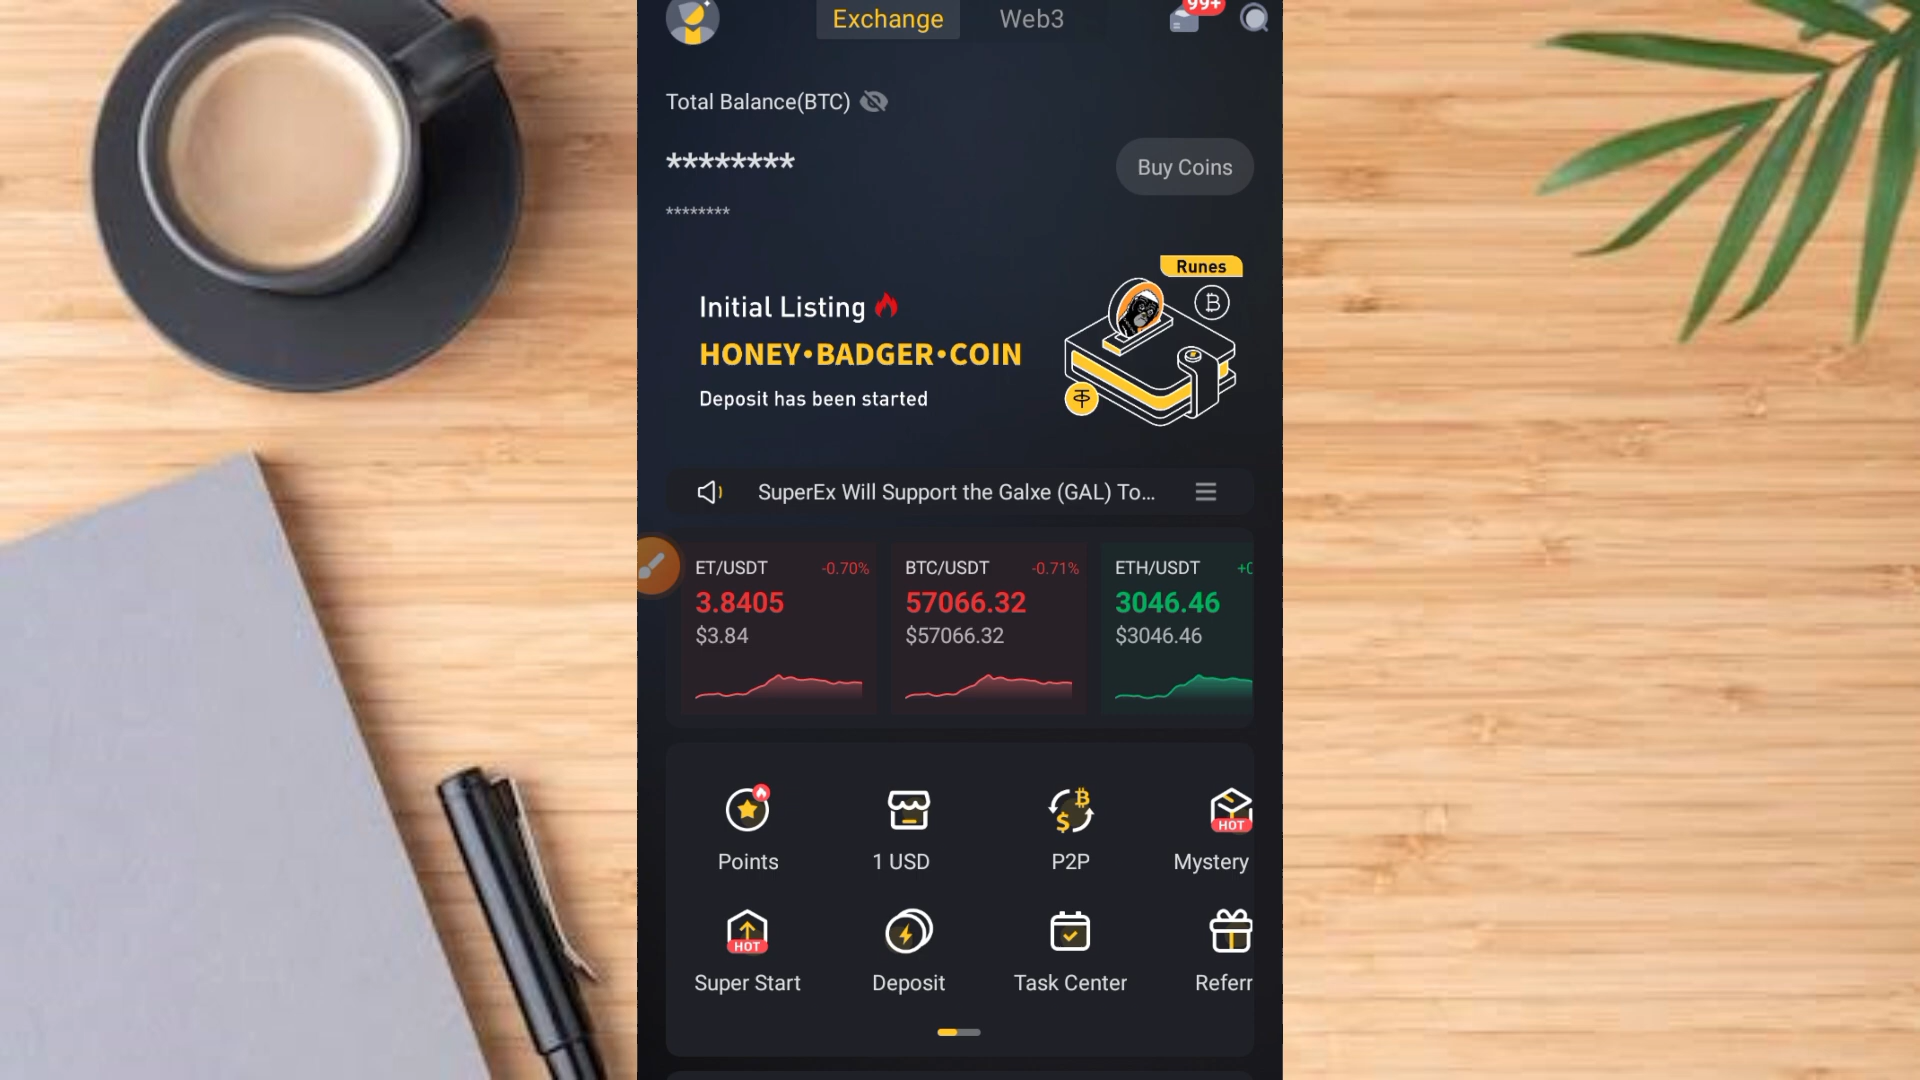 Exchange
Web3
99+
Total Balance(BTC)
********
Buy Coins
********
Runes
Initial Listing
HONEY•BADGER•COIN
Deposit has been started
SuperEx Will Support the Galxe (GAL) To...
ET/USDT -0.70%
3.8405
$3.84
BTC/USDT -0.71%
57066.32
$57066.32
ETH/USDT +0
3046.46
$3046.46
Points
1 USD
P2P
HOT
Mystery
HOT
Super Start
Deposit
Task Center
Referr